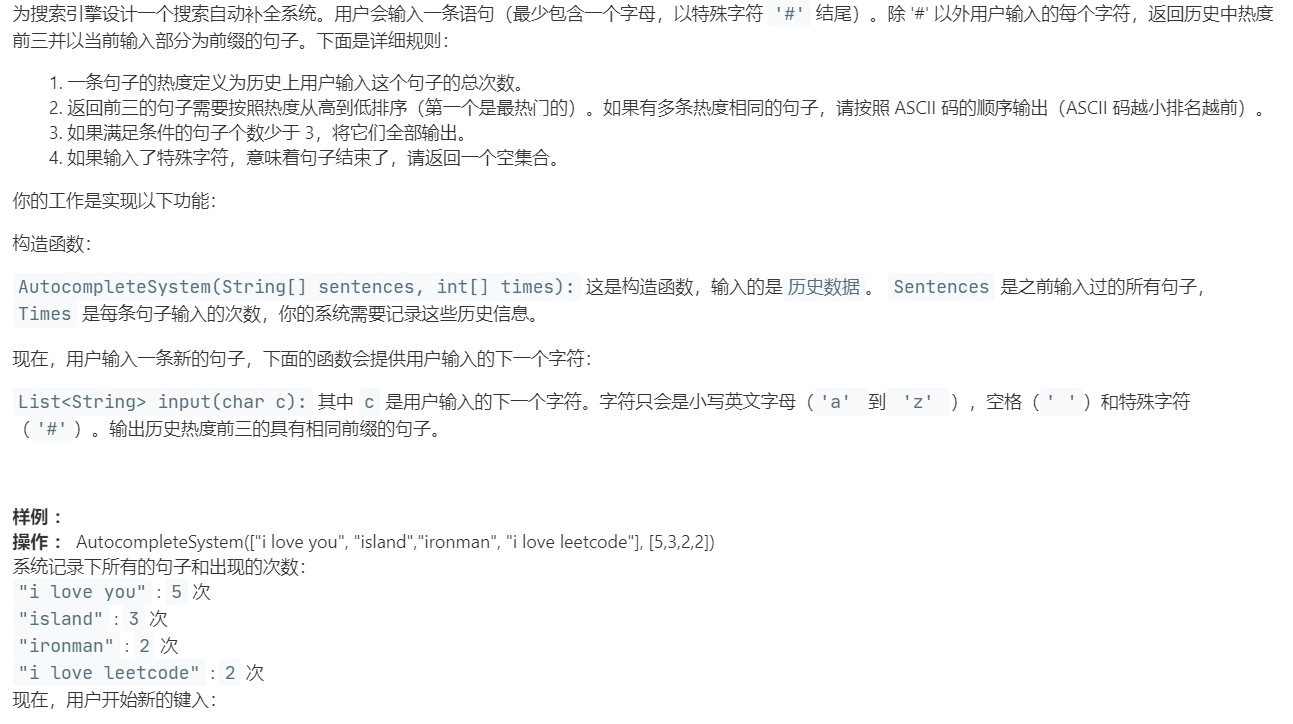 为搜索引擎设计一个搜索自动补全系统。用户会输入一条语句（最少包含一个字母，以特殊字符 '#' 结尾）。除 '#' 以外用户输入的每个字符，返回历史中热度
前三并以当前输入部分为前缀的句子。下面是详细规则：
1. 一条句子的热度定义为历史上用户输入这个句子的总次数。
2. 返回前三的句子需要按照热度从高到低排序（第一个是最热门的）。如果有多条热度相同的句子，请按照 ASCII 码的顺序输出（ASCII 码越小排名越前）。
3. 如果满足条件的句子个数少于 3，将它们全部输出。
4. 如果输入了特殊字符，意味着句子结束了，请返回一个空集合。
你的工作是实现以下功能：
构造函数：
AutocompleteSystem(String[] sentences, int[] times): 这是构造函数，输入的是 历史数据 。 Sentences 是之前输入过的所有句子，
Times 是每条句子输入的次数，你的系统需要记录这些历史信息。
现在，用户输入一条新的句子，下面的函数会提供用户输入的下一个字符：
List<String> input(char c): 其中 c 是用户输入的下一个字符。字符只会是小写英文字母（'a' 到 'z' ），空格（' '）和特殊字符
（'#'）。输出历史热度前三的具有相同前缀的句子。
样例 ：
操作 ： AutocompleteSystem(["i love you", "island","ironman", "i love leetcode"], [5,3,2,2])
系统记录下所有的句子和出现的次数：
"i love you" : 5 次
"island" : 3 次
"ironman" : 2 次
"i love leetcode" : 2 次
现在，用户开始新的键入：